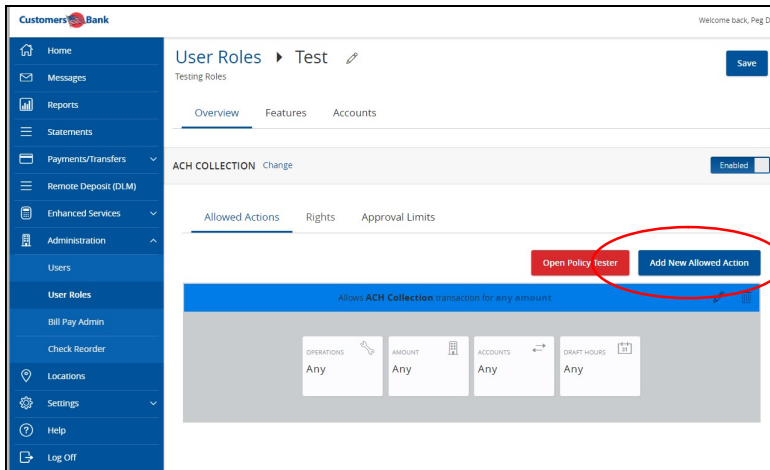 Customers Bank
Welcome back, Peg D
Home
Messages
Reports
Statements
Payments/Transfers
Remote Deposit (DLM)
Enhanced Services
Administration
Users
User Roles
Bill Pay Admin
Check Reorder
Locations
Settings
Help
Log Off
User Roles Test
Testing Roles
Save
Overview Features Accounts
ACH COLLECTION Change
Enabled
Allowed Actions Rights Approval Limits
Open Policy Tester Add New Allowed Action
Allows ACH Collection transaction for any amount
OPERATIONS AMOUNT ACCOUNTS DRAFT HOURS 31
Any Any Any Any